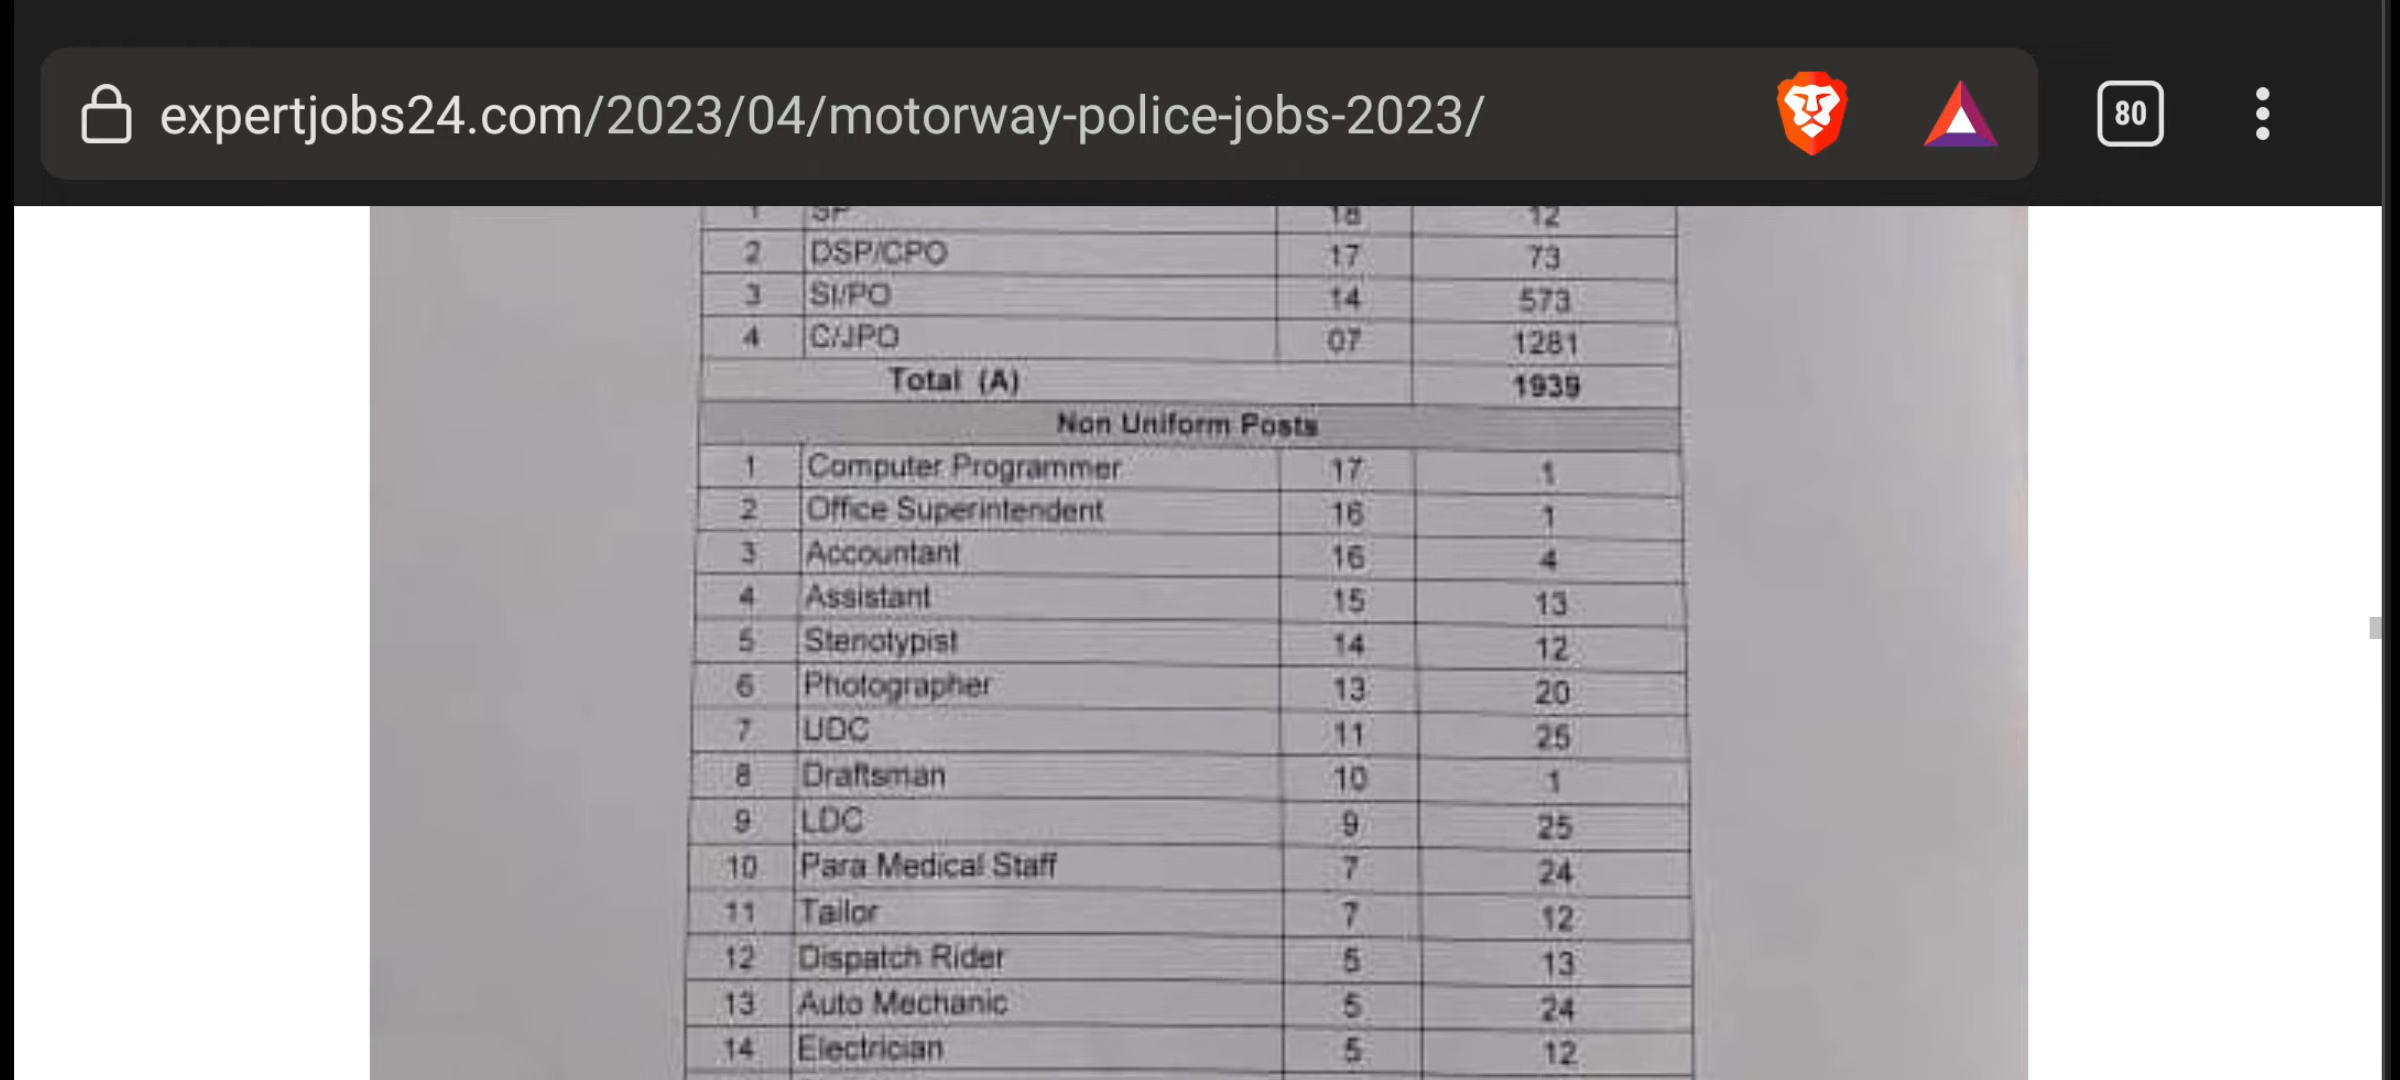 expertjobs24.com/2023/04/motorway-police-jobs-2023/ 80
1 SP 18 12
2 DSP/CPO 17 73
3 SI/PO 14 573
4 C/JPO 07 1281
Total (A) 1939
Non Uniform Posts
1 Computer Programmer 17 1
2 Office Superintendent 16 1
3 Accountant 16 4
4 Assistant 15 13
5 Stenotypist 14 12
6 Photographer 13 20
7 UDC 11 25
8 Draftsman 10 1
9 LDC 9 25
10 Para Medical Staff 7 24
11 Tailor 7 12
12 Dispatch Rider 5 13
13 Auto Mechanic 5 24
14 Electrician 5 12